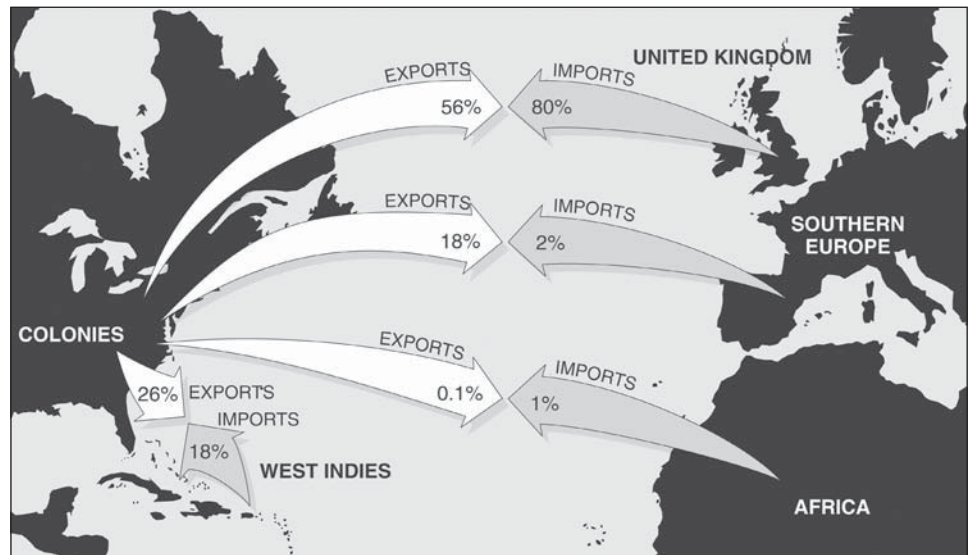 UNITED KINGDOM
EXPORTS
IMPORTS
56%
80%
EXPORTS
IMPORTS
18%
2%
SOUTHERN
EUROPE
COLONIES
EXPORTS
IMPORTS
0.1%
1%
26%
EXPORTS
IMPORTS
18%
WEST INDIES
AFRICA